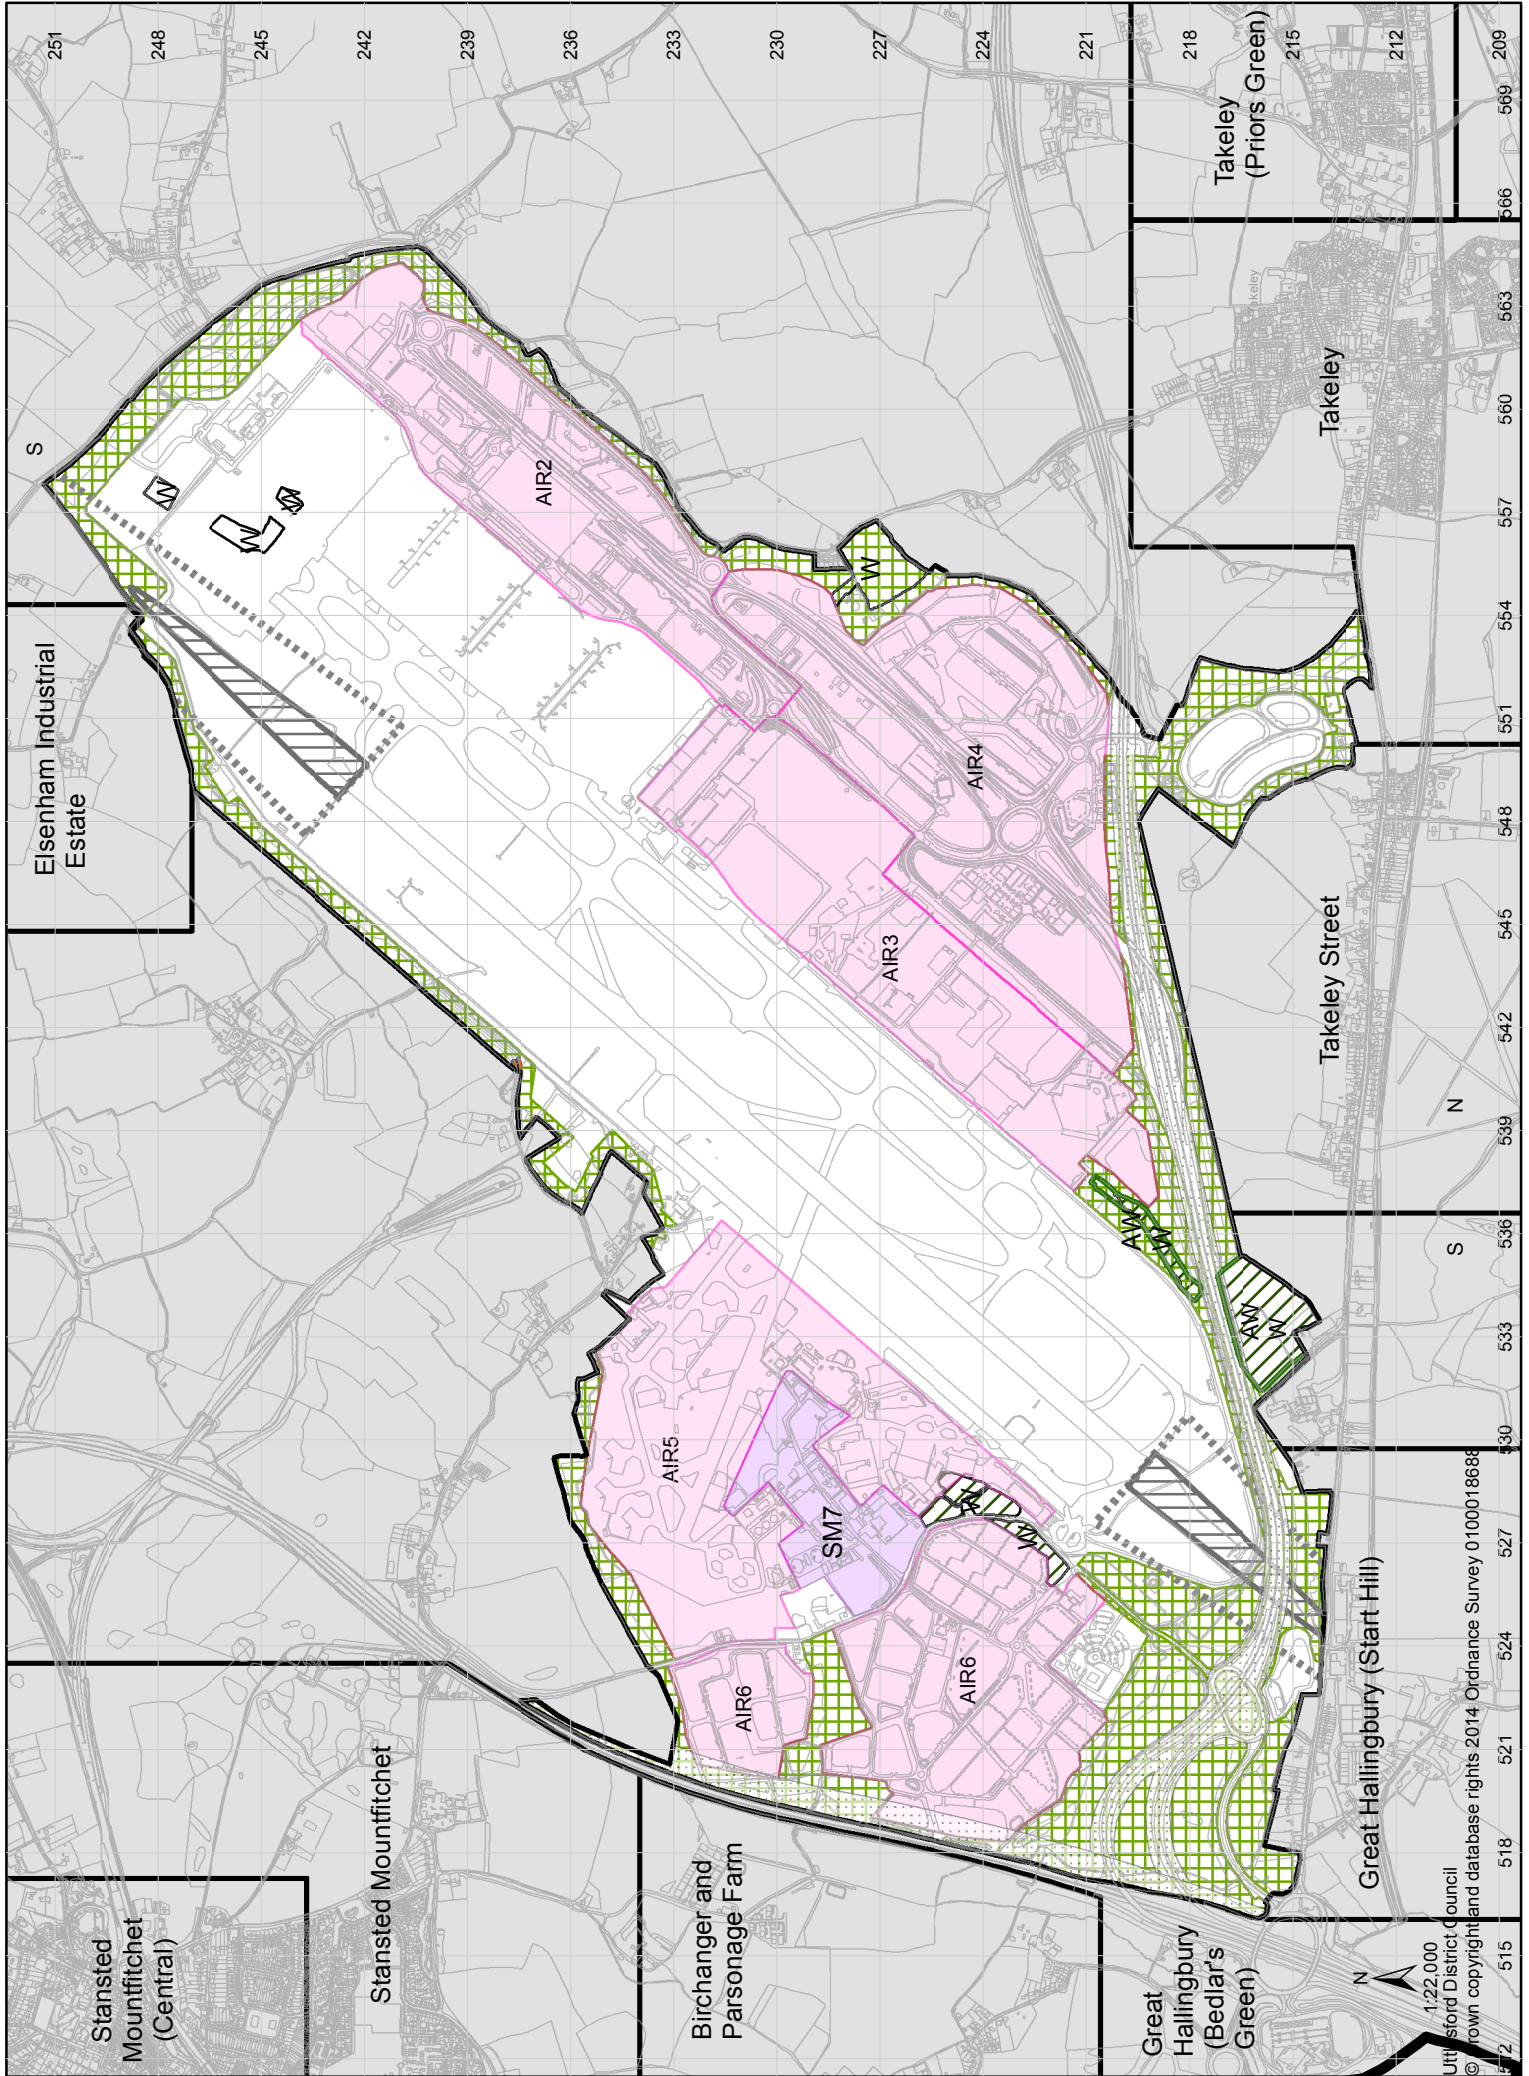 Stansted
Mountfitchet
(Central)
Elsenham Industrial
Estate
S
251
248
245
242
239
236
233
230
227
224
221
218
215
212
209
Stansted Mountfitchet
W
W
W
AIR2
AIR5
Birchanger and
Parsonage Farm
AIR6
SM7
W
AIR3
AIR4
AIR6
W
W
AW
W
AW
W
Great
Hallingbury
(Bedlar's
Green)
Takeley
(Priors Green)
Takeley
Takeley
Takeley Street
Great Hallingbury (Start Hill)
S
N
N
1:22,000
Uttlesford District Council
© Crown copyright and database rights 2014 Ordnance Survey 0100018688
512
515
518
521
524
527
530
533
536
539
542
545
548
551
554
557
560
563
566
569